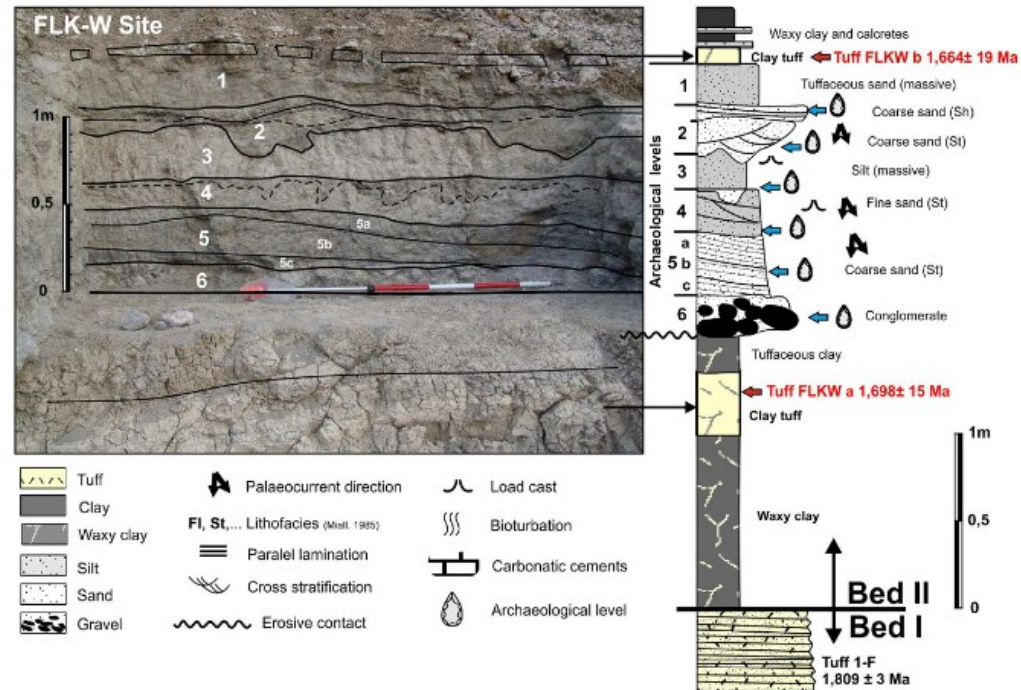 FLK-W Site
1
2
3
4
5
5a
5b
5c
6
1m
0,5
0
Archaeological levels
1
2
3
4
a
5 b
c
6
Waxy clay and calcretes
Clay tuff
Tuff FLKW b 1,664± 19 Ma
Tuffaceous sand (massive)
Coarse sand (Sh)
Coarse sand (St)
Silt (massive)
Fine sand (St)
Coarse sand (St)
Conglomerate
Tuffaceous clay
Tuff FLKW a 1,698± 15 Ma
Clay tuff
Waxy clay
Bed II
Bed I
Tuff 1-F
1,809 ± 3 Ma
1m
0,5
0
Tuff
Clay
Waxy clay
Silt
Sand
Gravel
Palaeocurrent direction
Fl, St,... Lithofacies (Miall. 1985)
Paralel lamination
Cross stratification
Erosive contact
Load cast
Bioturbation
Carbonatic cements
Archaeological level